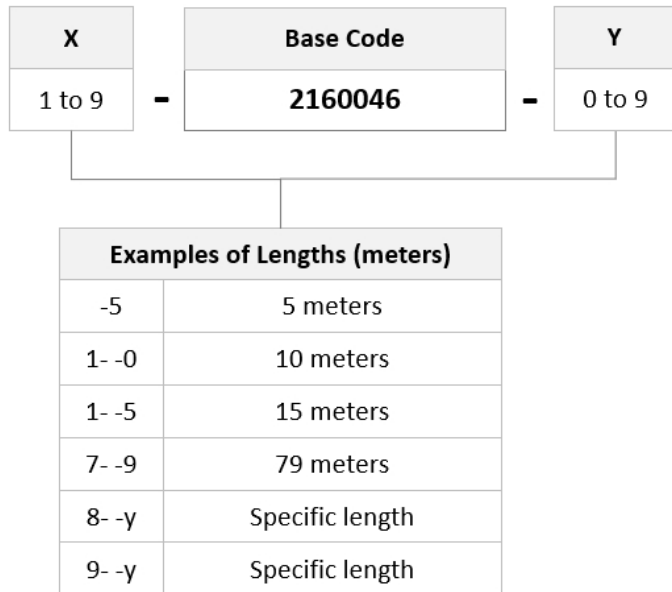 X Base Code Y
1 to 9 - 2160046 - 0 to 9
Examples of Lengths (meters)
-5 5 meters
1- -0 10 meters
1- -5 15 meters
7- -9 79 meters
8- -y Specific length
9- -y Specific length